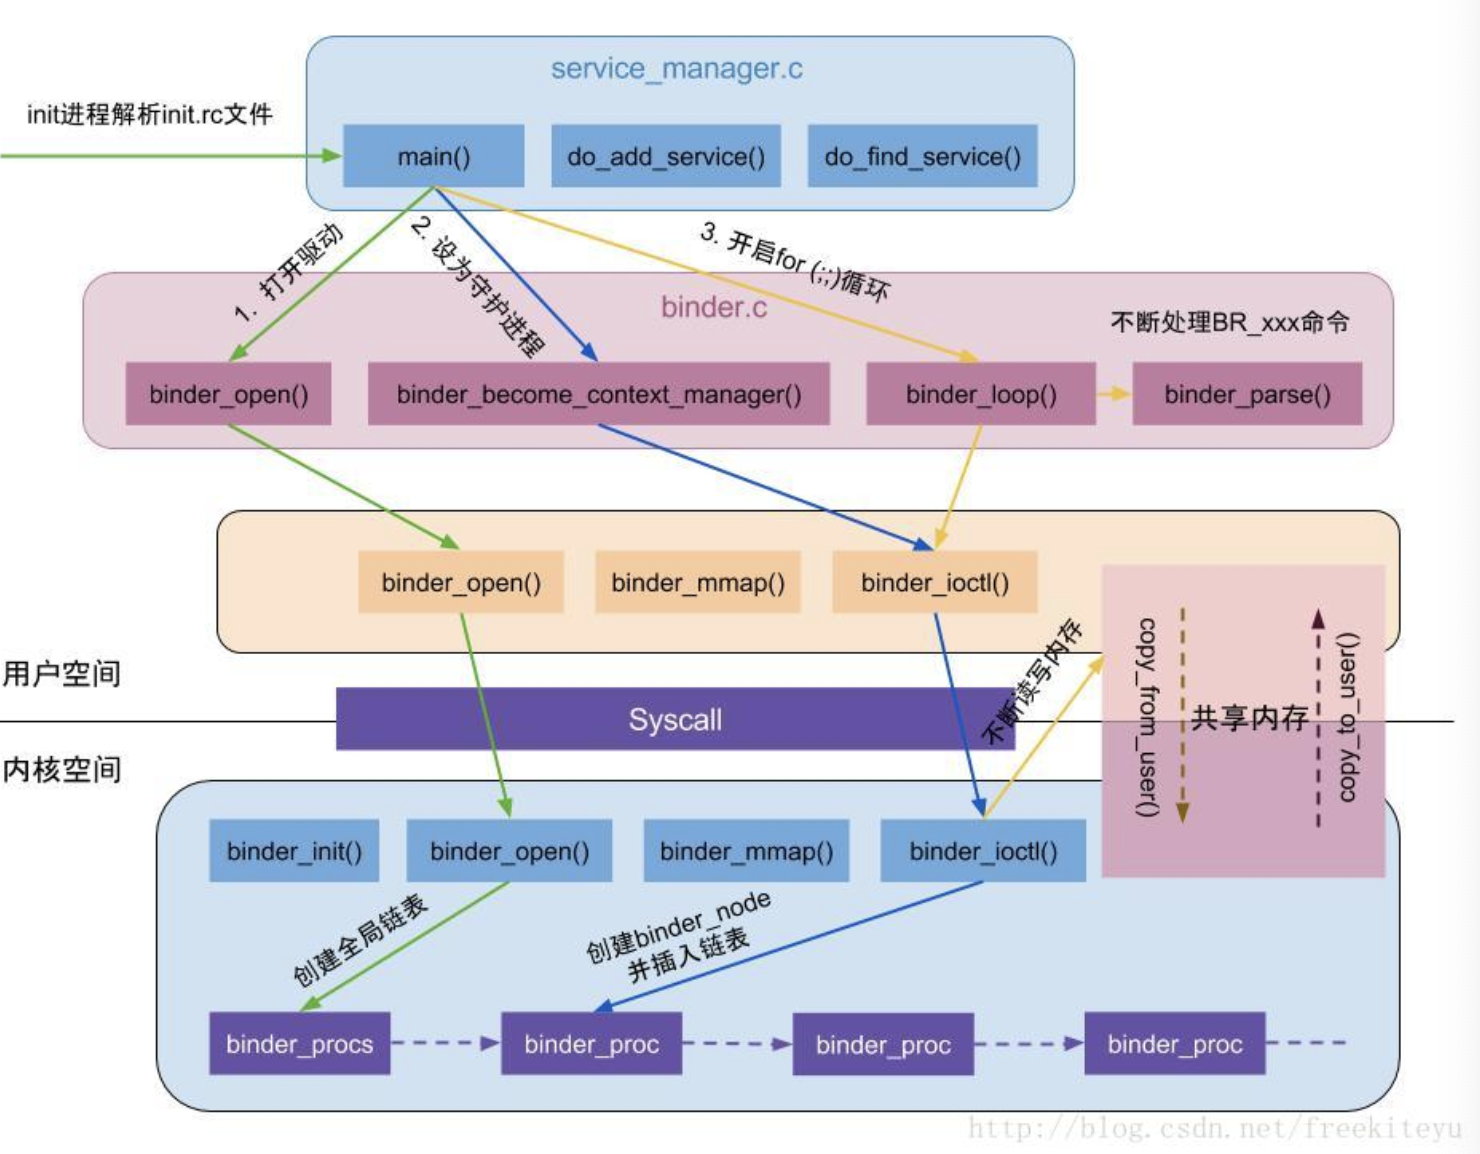 service_manager.c
init进程解析init.rc文件
main()
do_add_service()
do_find_service()
1. 打开驱动
2. 设为守护进程
3. 开启for (;;)循环
binder.c
不断处理BR_xxx命令
binder_open()
binder_become_context_manager()
binder_loop()
binder_parse()
binder_open()
binder_mmap()
binder_ioctl()
不断读写内存
copy_from_user()
共享内存
copy_to_user()
用户空间
Syscall
内核空间
binder_init()
binder_open()
binder_mmap()
binder_ioctl()
创建全局链表
创建binder_node
并插入链表
binder_procs
binder_proc
binder_proc
binder_proc
http://blog.csdn.net/freekiteyu